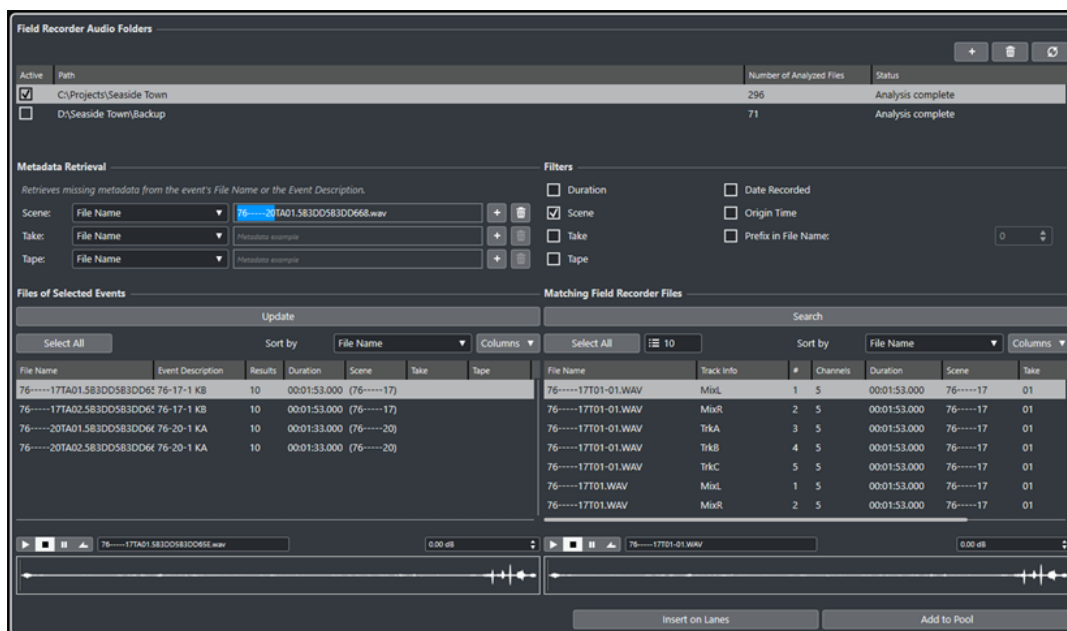 Field Recorder Audio Folders
+
Active Path Number of Analyzed Files Status
C:\Projects\Seaside Town 296 Analysis complete
D:\Seaside Town\Backup 71 Analysis complete
Metadata Retrieval Filters
Retrieves missing metadata from the event's File Name or the Event Description. Duration Date Recorded
Scene: File Name 76-----20TA01.5B3DD5B3DD668.wav + Scene Origin Time
Take: File Name Metadata example + Take Prefix in File Name: 0
Tape: File Name Metadata example + Tape
Files of Selected Events Matching Field Recorder Files
Update Search
Select All Sort by File Name Columns Select All 10 Sort by File Name Columns
File Name Event Description Results Duration Scene Take Tape File Name Track Info # Channels Duration Scene Take
76-----17TA01.5B3DD5B3DD65 76-17-1 KB 10 00:01:53.000 (76-----17) 76-----17T01-01.WAV MixL 1 5 00:01:53.000 76-----17 01
76-----17TA02.5B3DD5B3DD65 76-17-1 KB 10 00:01:53.000 (76-----17) 76-----17T01-01.WAV MixR 2 5 00:01:53.000 76-----17 01
76-----20TA01.5B3DD5B3DD66 76-20-1 KA 10 00:01:33.000 (76-----20) 76-----17T01-01.WAV TrkA 3 5 00:01:53.000 76-----17 01
76-----20TA02.5B3DD5B3DD66 76-20-1 KA 10 00:01:33.000 (76-----20) 76-----17T01-01.WAV TrkB 4 5 00:01:53.000 76-----17 01
76-----17T01-01.WAV TrkC 5 5 00:01:53.000 76-----17 01
76-----17T01.WAV MixL 1 5 00:01:53.000 76-----17 01
76-----17T01.WAV MixR 2 5 00:01:53.000 76-----17 01
76-----17TA01.5B3DD5B3DD65E.wav 0.00 dB 76-----17T01-01.WAV 0.00 dB
Insert on Lanes Add to Pool